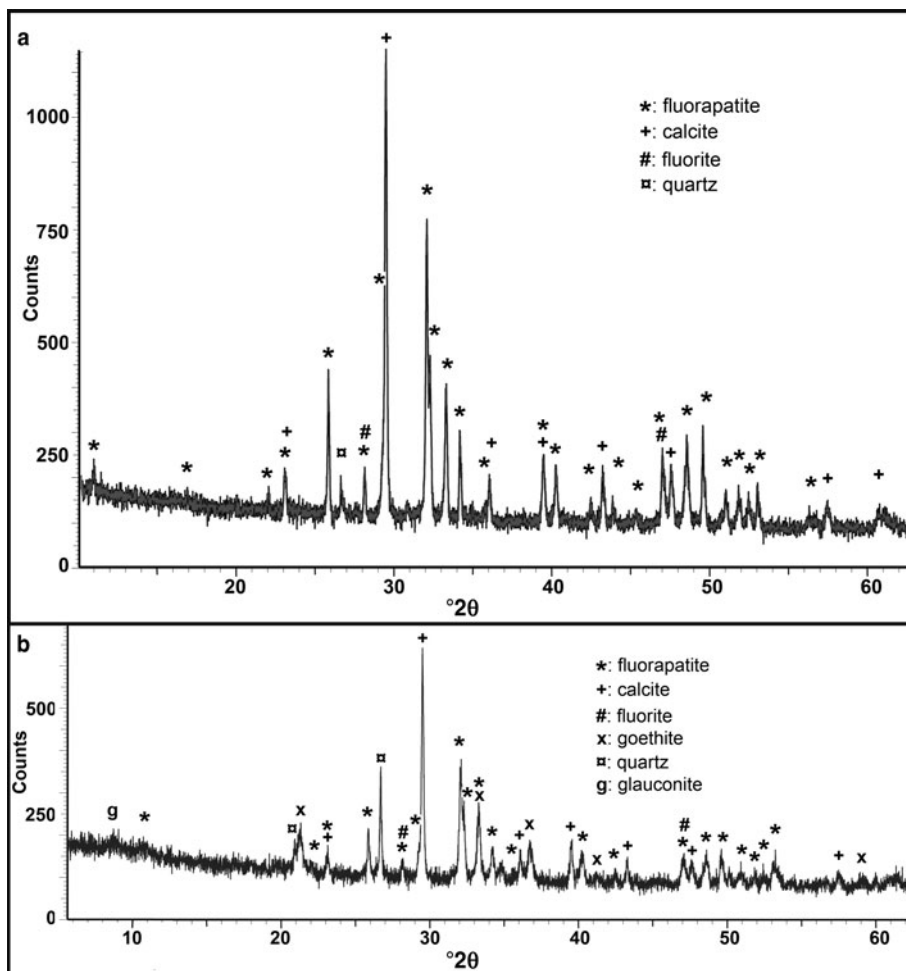 a
+
1000
*: fluorapatite
+: calcite
#: fluorite
¤: quartz
750
Counts
500
250
0
* * * + * * ¤ # * * * * * * * + * + * * + * * * # + * * * * * * + +
20 30 40 50 60
°2θ
b
+
*: fluorapatite
+: calcite
#: fluorite
x: goethite
¤: quartz
g: glauconite
500
Counts
250
0
g * ¤ x * * + * ¤ # * * * * * x * * + x + * x * + # * + * * * * * * + x
10 20 30 40 50 60
°2θ